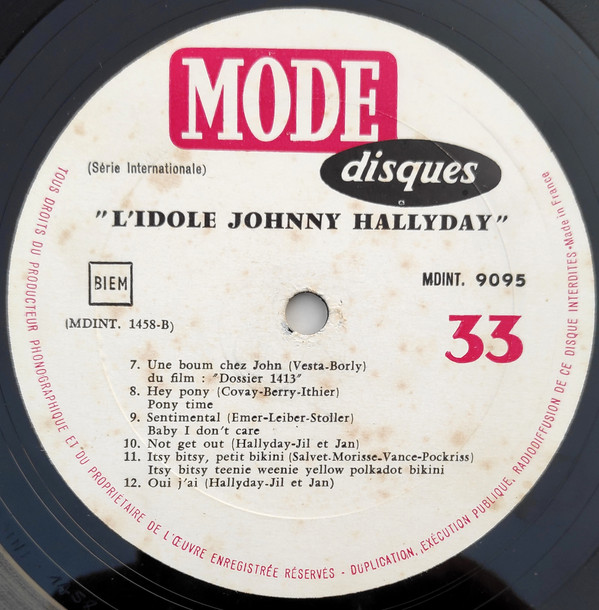 MODE
disques
(Série Internationale)
"L'IDOLE JOHNNY HALLYDAY"
BIEM
MDINT. 9095
(MDINT. 1458-B)
33
7. Une boum chez John (Vesta-Borly)
du film : "Dossier 1413"
8. Hey pony (Covay-Berry-Ithier)
Pony time
9. Sentimental (Emer-Leiber-Stoller)
Baby I don't care
10. Not get out (Hallyday-Jil et Jan)
11. Itsy bitsy, petit bikini (Salvet-Morisse-Vance-Pockriss)
Itsy bitsy teenie weenie yellow polkadot bikini
12. Oui j'ai (Hallyday-Jil et Jan)
TOUS DROITS DU PRODUCTEUR PHONOGRAPHIQUE ET DU PROPRIÉTAIRE DE L'ŒUVRE ENREGISTRÉE RÉSERVÉS - DUPLICATION, EXÉCUTION PUBLIQUE, RADIODIFFUSION DE CE DISQUE INTERDITES • Made in France